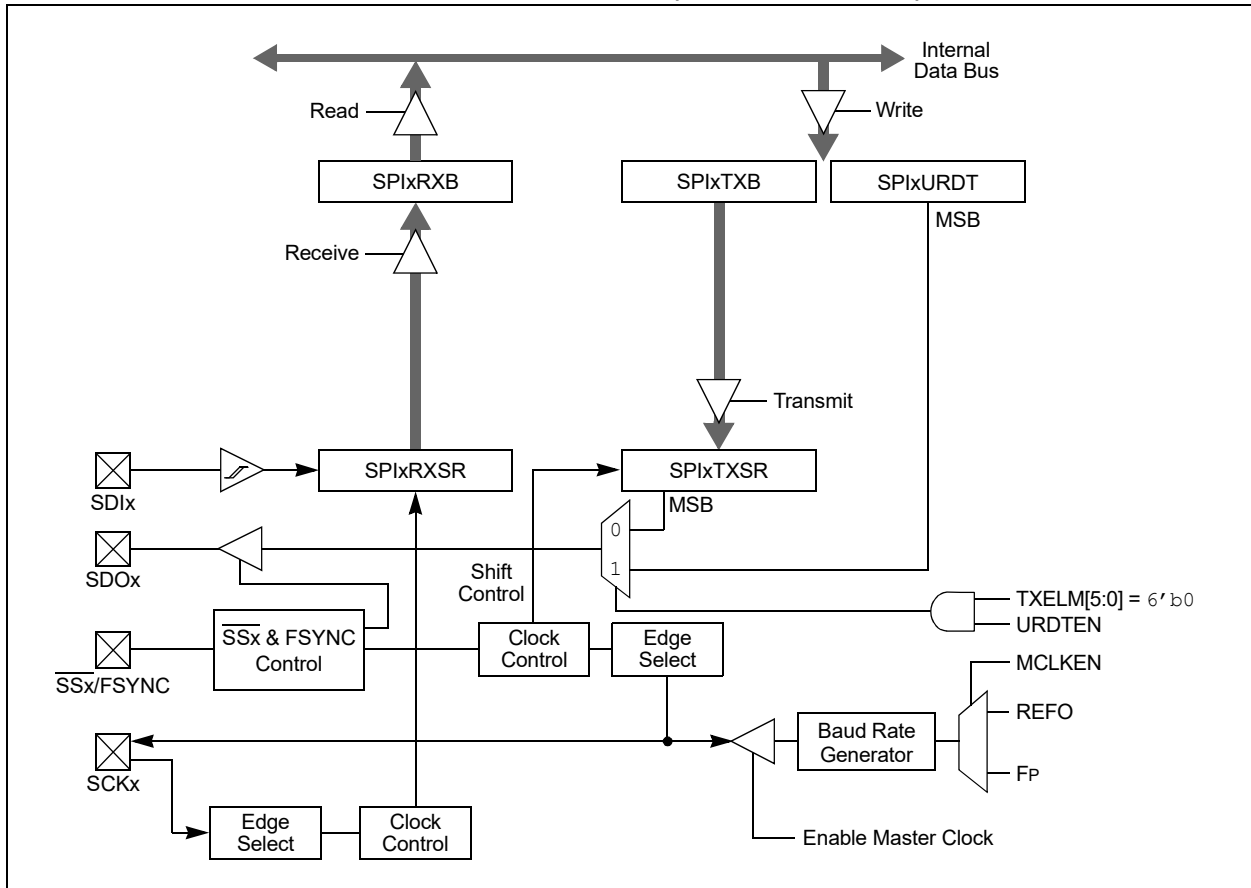 Internal
Data Bus
Read
Write
SPIxRXB
SPIxTXB
SPIxURDT
MSB
Receive
Transmit
SDIx
SPIxRXSR
SPIxTXSR
MSB
0
SDOx
Shift
Control
1
TXELM[5:0] = 6'b0
URDTEN
SSx & FSYNC
Control
Clock
Control
Edge
Select
SSx/FSYNC
MCLKEN
REFO
Baud Rate
Generator
SCKx
FP
Edge
Select
Clock
Control
Enable Master Clock